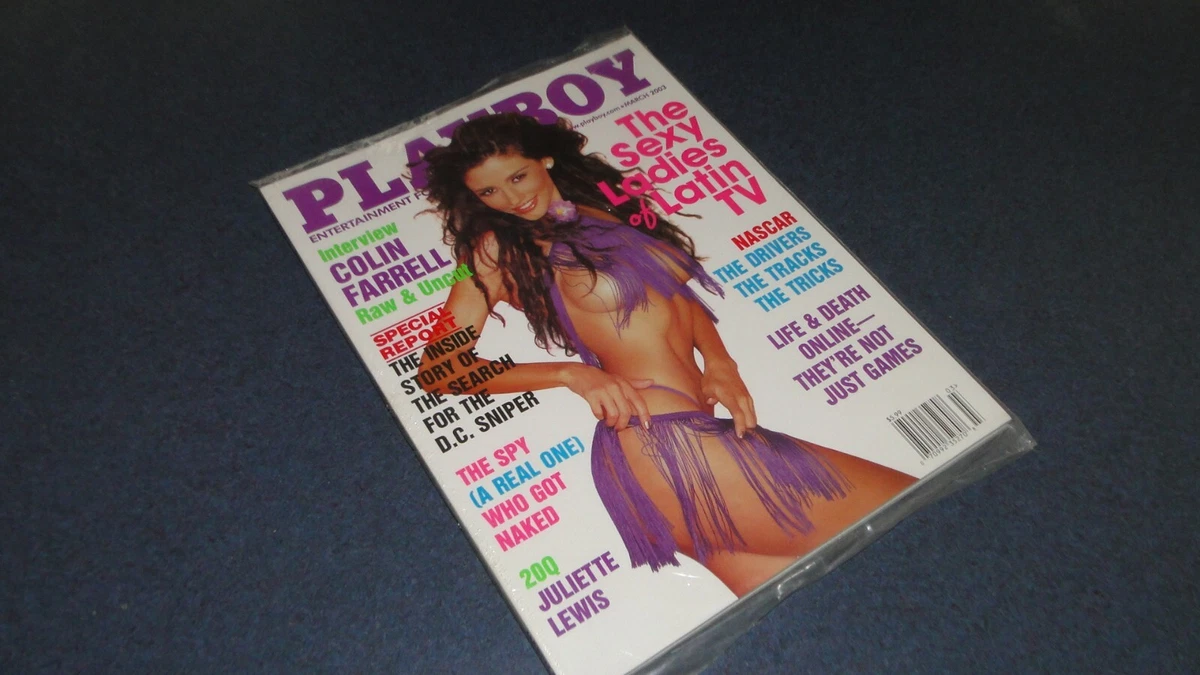 PLAYBOY
ENTERTAINMENT F
w.playboy.com • MARCH 2003
The
Sexy
Ladies
of Latin
TV
Interview
COLIN
FARRELL
Raw & Uncut
SPECIAL
REPORT
THE INSIDE
STORY OF
THE SEARCH
FOR THE
D.C. SNIPER
THE SPY
(A REAL ONE)
WHO GOT
NAKED
20Q
JULIETTE
LEWIS
NASCAR
THE DRIVERS
THE TRACKS
THE TRICKS
LIFE & DEATH
ONLINE—
THEY'RE NOT
JUST GAMES
$5.99
03>